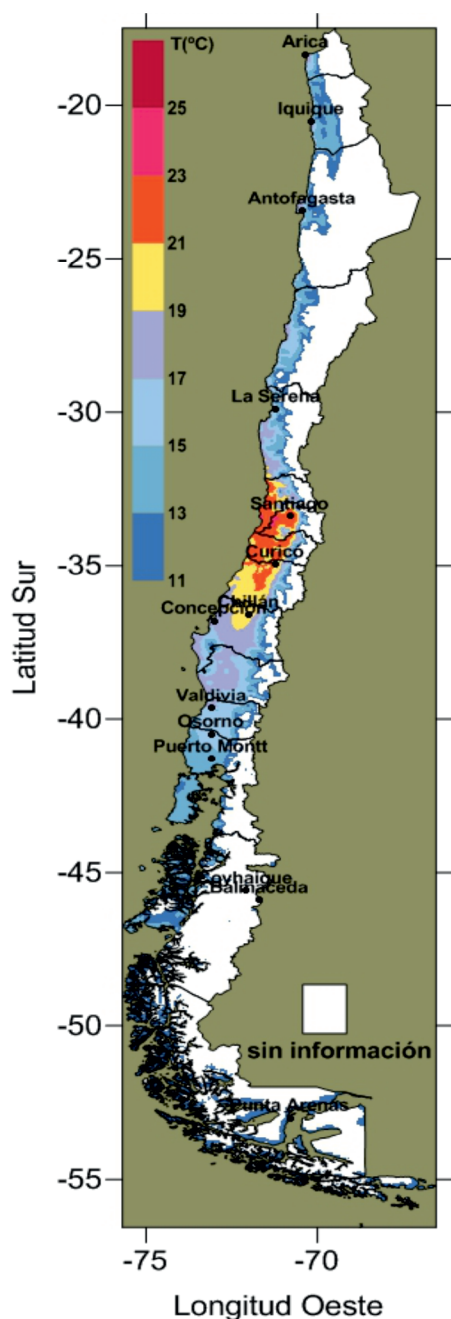 T(ºC)
25
23
21
19
17
15
13
11
Arica
Iquique
Antofagasta
La Serena
Santiago
Curico
Chillán
Concepción
Valdivia
Osorno
Puerto Montt
Coyhaique
Balmaceda
Punta Arenas
sin información
-20
-25
-30
-35
-40
-45
-50
-55
Latitud Sur
-75
-70
Longitud Oeste